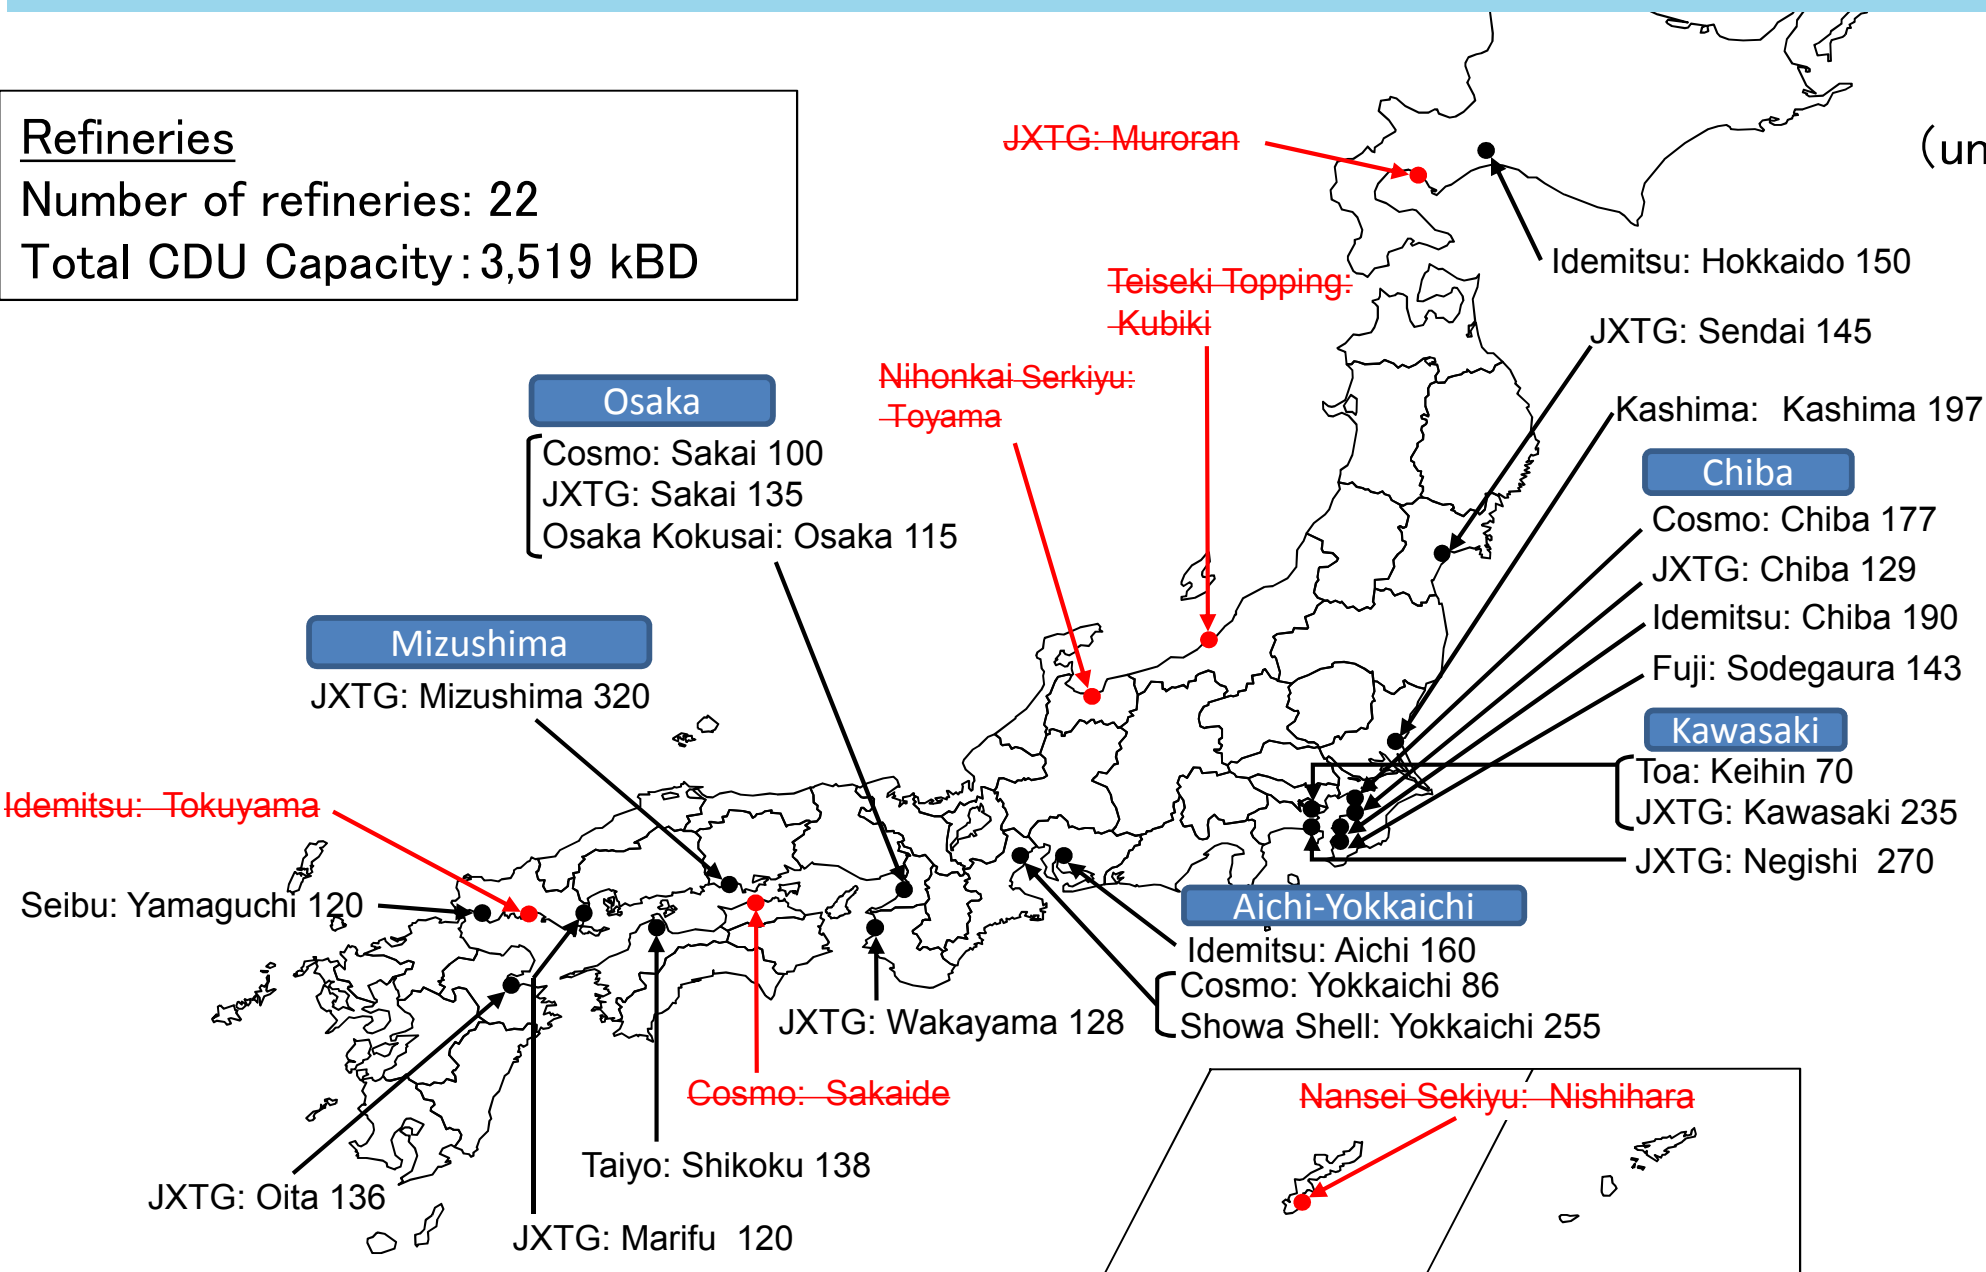 Refineries
Number of refineries: 22
Total CDU Capacity: 3,519 kBD
(un
JXTG: Muroran
Idemitsu: Hokkaido 150
Teiseki Topping:
Kubiki
JXTG: Sendai 145
Nihonkai Serkiyu:
Toyama
Kashima: Kashima 197
Osaka
Cosmo: Sakai 100
JXTG: Sakai 135
Osaka Kokusai: Osaka 115
Chiba
Cosmo: Chiba 177
JXTG: Chiba 129
Idemitsu: Chiba 190
Fuji: Sodegaura 143
Mizushima
JXTG: Mizushima 320
Kawasaki
Toa: Keihin 70
JXTG: Kawasaki 235
JXTG: Negishi 270
Idemitsu: Tokuyama
Seibu: Yamaguchi 120
Aichi-Yokkaichi
Idemitsu: Aichi 160
Cosmo: Yokkaichi 86
Showa Shell: Yokkaichi 255
JXTG: Wakayama 128
Cosmo: Sakaide
Nansei Sekiyu: Nishihara
Taiyo: Shikoku 138
JXTG: Oita 136
JXTG: Marifu 120